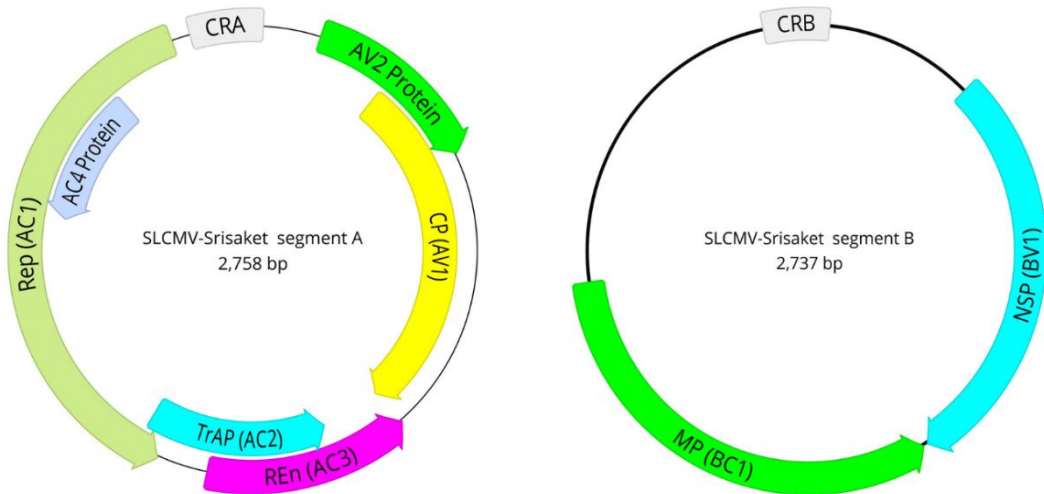 CRA
AV2 Protein
AC4 Protein
Rep (AC1)
CP (AV1)
SLCMV-Srisaket segment A
2,758 bp
TrAP (AC2)
REn (AC3)
CRB
NSP (BV1)
SLCMV-Srisaket segment B
2,737 bp
MP (BC1)